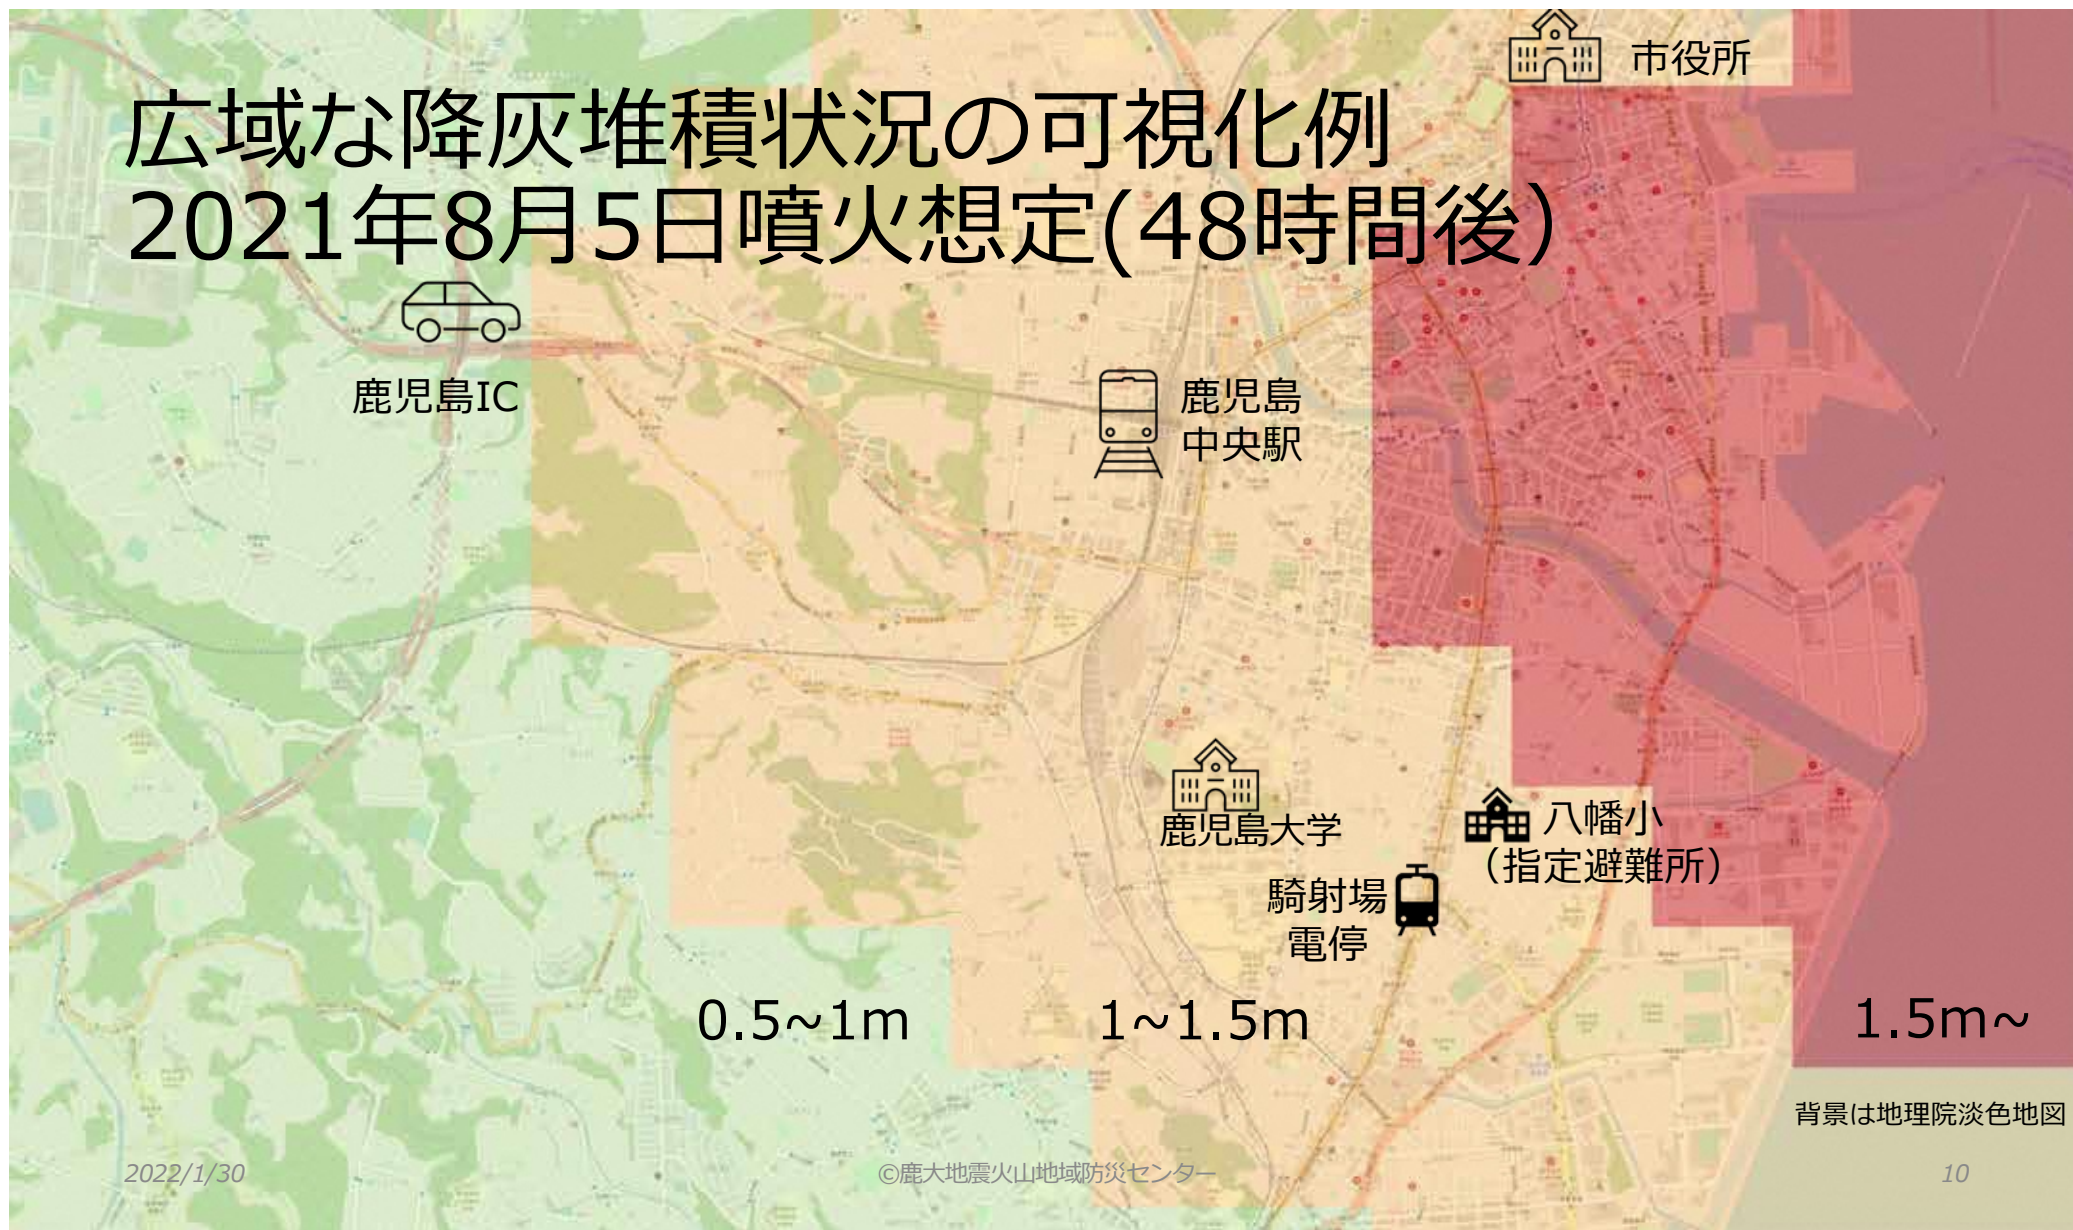 市役所
広域な降灰堆積状況の可視化例
2021年8月5日噴火想定(48時間後）
鹿児島IC
鹿児島
中央駅
鹿児島大学
八幡小
（指定避難所）
騎射場
電停
0.5~1m
1~1.5m
1.5m~
背景は地理院淡色地図
2022/1/30
©鹿大地震火山地域防災センター
10